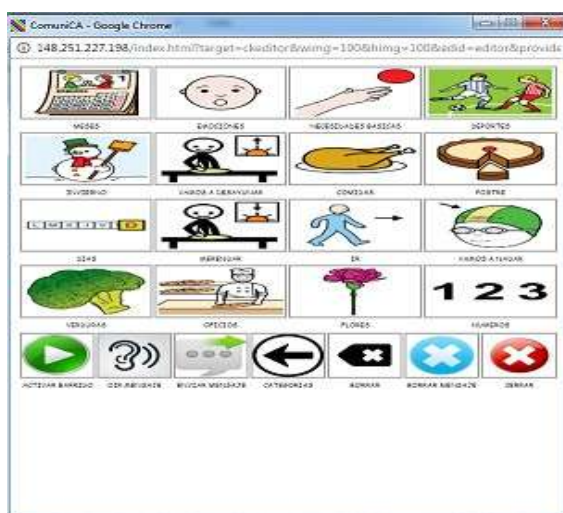 ComuniCA - Google Chrome
148.251.227.198/index.html?target=ckeditor&wimg=100&himg=100&edid=editor&provide
1
MESES EMOCIONES NECESIDADES BASICAS DEPORTES
INVIERNO VAMOS A DESAYUNAR COMIDAS POSTRE
L M X J V D
DIAS MERENDAR IR VAMOS A NADAR
1 2 3
VERDURAS OFICIOS FLORES NUMEROS
ACTIVAR BARRIDO OIR MENSAJE ENVIAR MENSAJE CATEGORIAS BORRAR BORRAR MENSAJE CERRAR